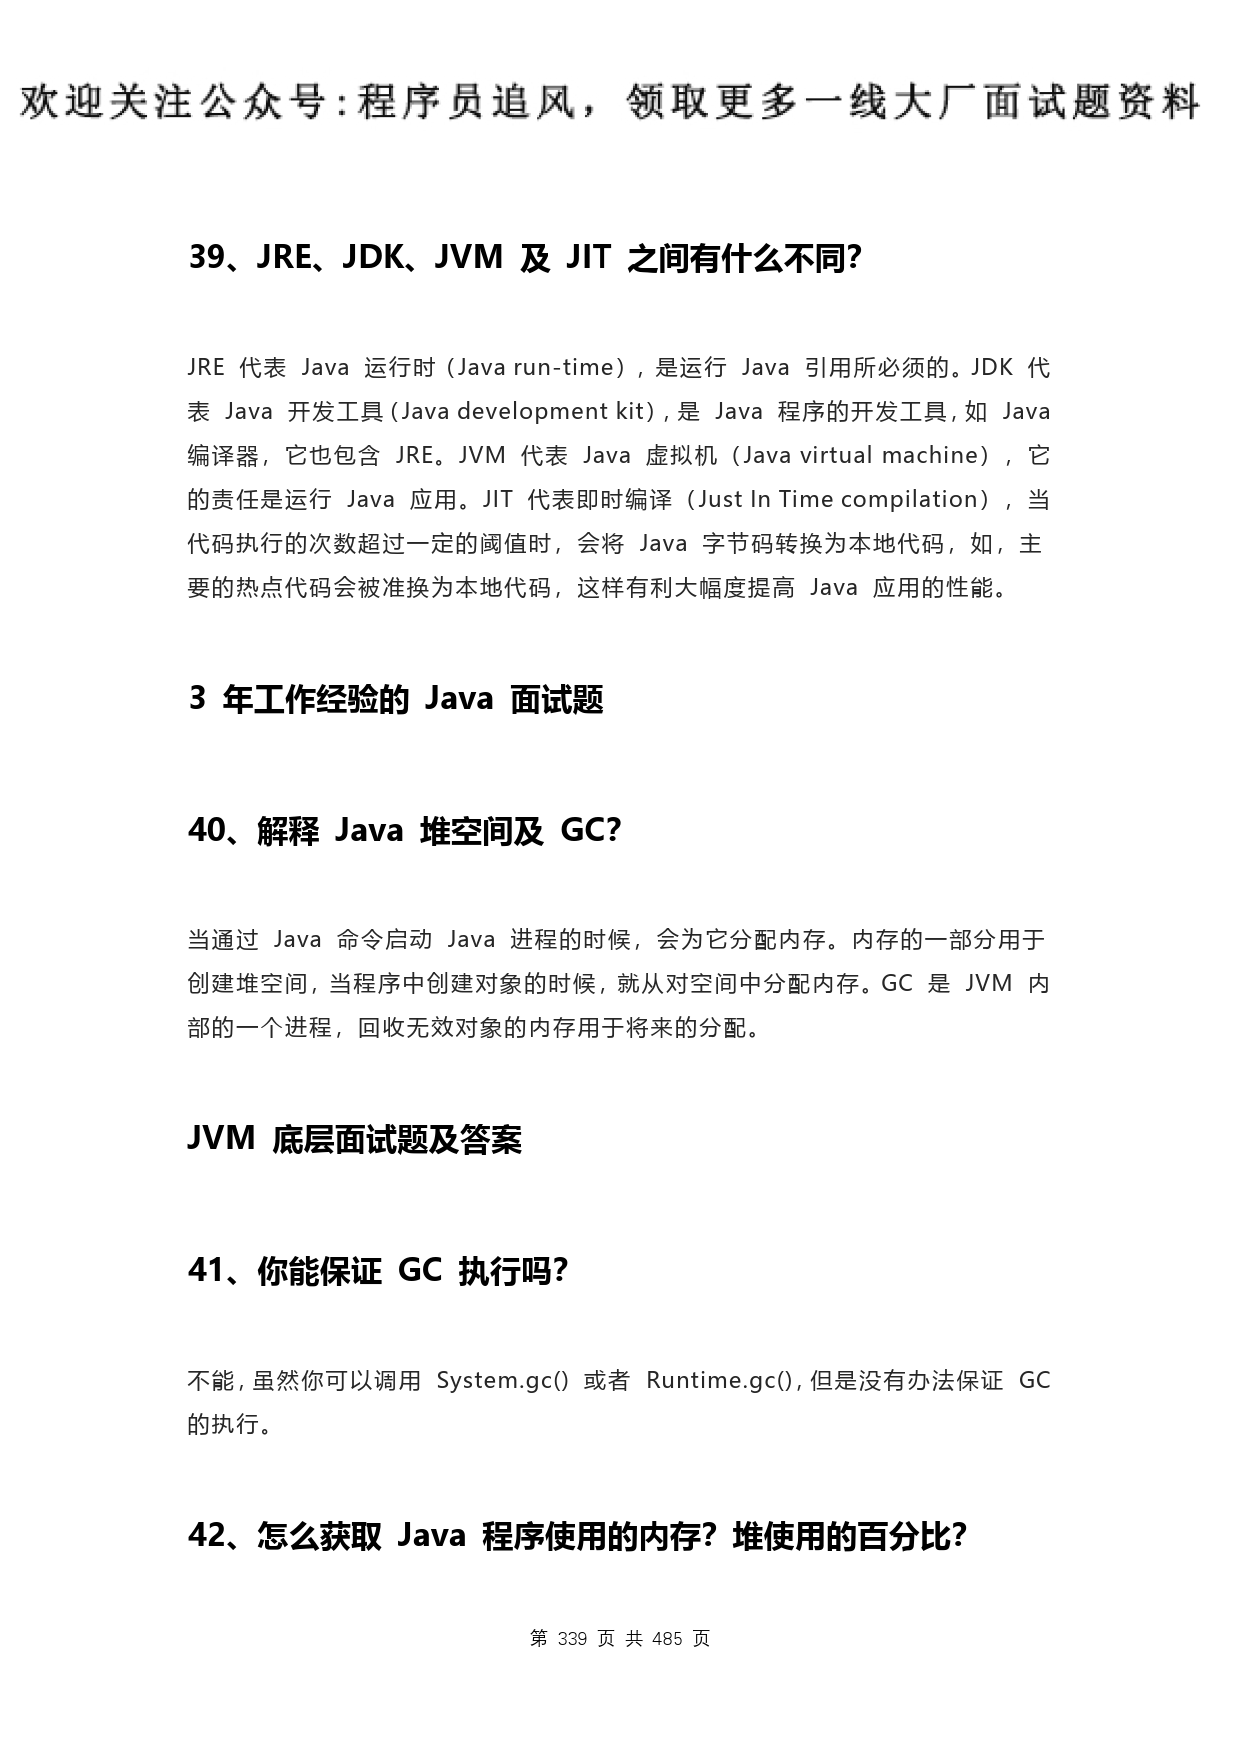 欢迎关注公众号:程序员追风，领取更多一线大厂面试题资料
39、JRE、JDK、JVM 及 JIT 之间有什么不同？
JRE 代表 Java 运行时（Java run-time），是运行 Java 引用所必须的。JDK 代
表 Java 开发工具（Java development kit），是 Java 程序的开发工具，如 Java
编译器，它也包含 JRE。JVM 代表 Java 虚拟机（Java virtual machine），它
的责任是运行 Java 应用。JIT 代表即时编译（Just In Time compilation），当
代码执行的次数超过一定的阈值时，会将 Java 字节码转换为本地代码，如，主
要的热点代码会被准换为本地代码，这样有利大幅度提高 Java 应用的性能。
3 年工作经验的 Java 面试题
40、解释 Java 堆空间及 GC？
当通过 Java 命令启动 Java 进程的时候，会为它分配内存。内存的一部分用于
创建堆空间，当程序中创建对象的时候，就从对空间中分配内存。GC 是 JVM 内
部的一个进程，回收无效对象的内存用于将来的分配。
JVM 底层面试题及答案
41、你能保证 GC 执行吗？
不能，虽然你可以调用 System.gc() 或者 Runtime.gc()，但是没有办法保证 GC
的执行。
42、怎么获取 Java 程序使用的内存？堆使用的百分比？
第 339 页 共 485 页